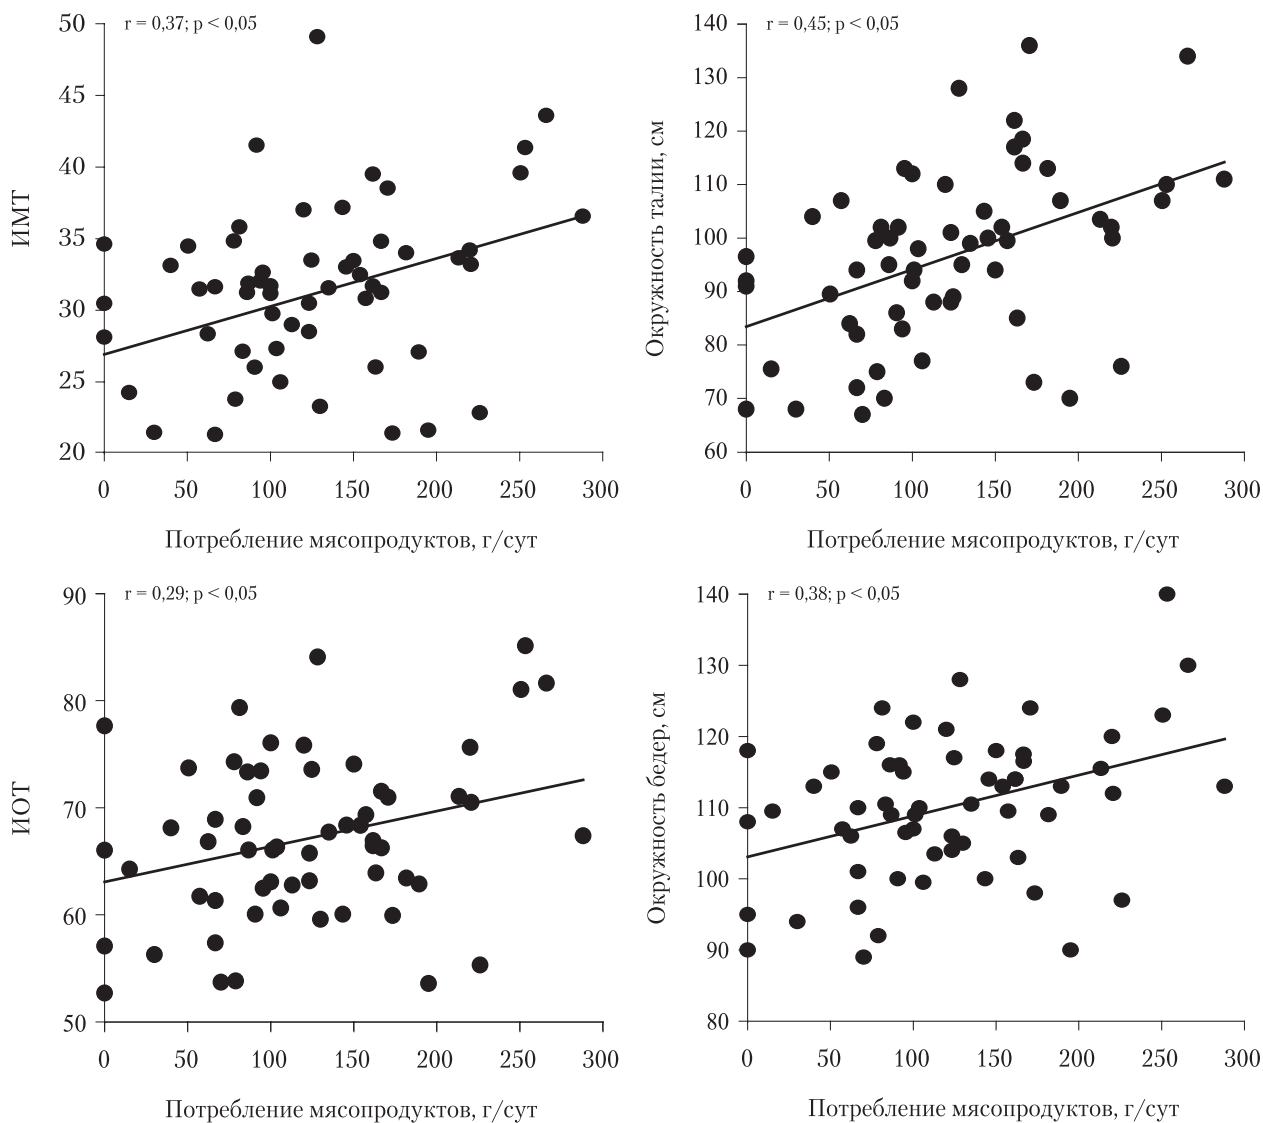 r = 0,37; p < 0,05
50
45
40
35
30
25
20
ИМТ
0 50 100 150 200 250 300
Потребление мясопродуктов, г/сут
r = 0,45; p < 0,05
140
130
120
110
100
90
80
70
60
Окружность талии, см
0 50 100 150 200 250 300
Потребление мясопродуктов, г/сут
r = 0,29; p < 0,05
90
80
70
60
50
ИОТ
0 50 100 150 200 250 300
Потребление мясопродуктов, г/сут
r = 0,38; p < 0,05
140
130
120
110
100
90
80
Окружность бедер, см
0 50 100 150 200 250 300
Потребление мясопродуктов, г/сут